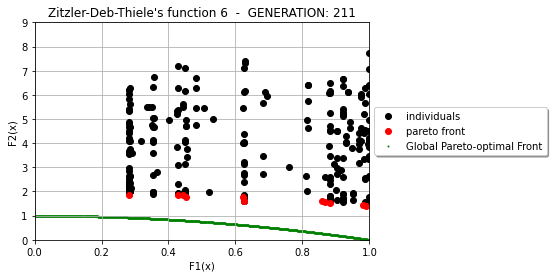 Zitzler-Deb-Thiele's function 6 - GENERATION: 211
9
8
7
6
5
4
3
2
1
0
F2(x)
0.0 0.2 0.4 0.6 0.8 1.0
F1(x)
individuals
pareto front
Global Pareto-optimal Front